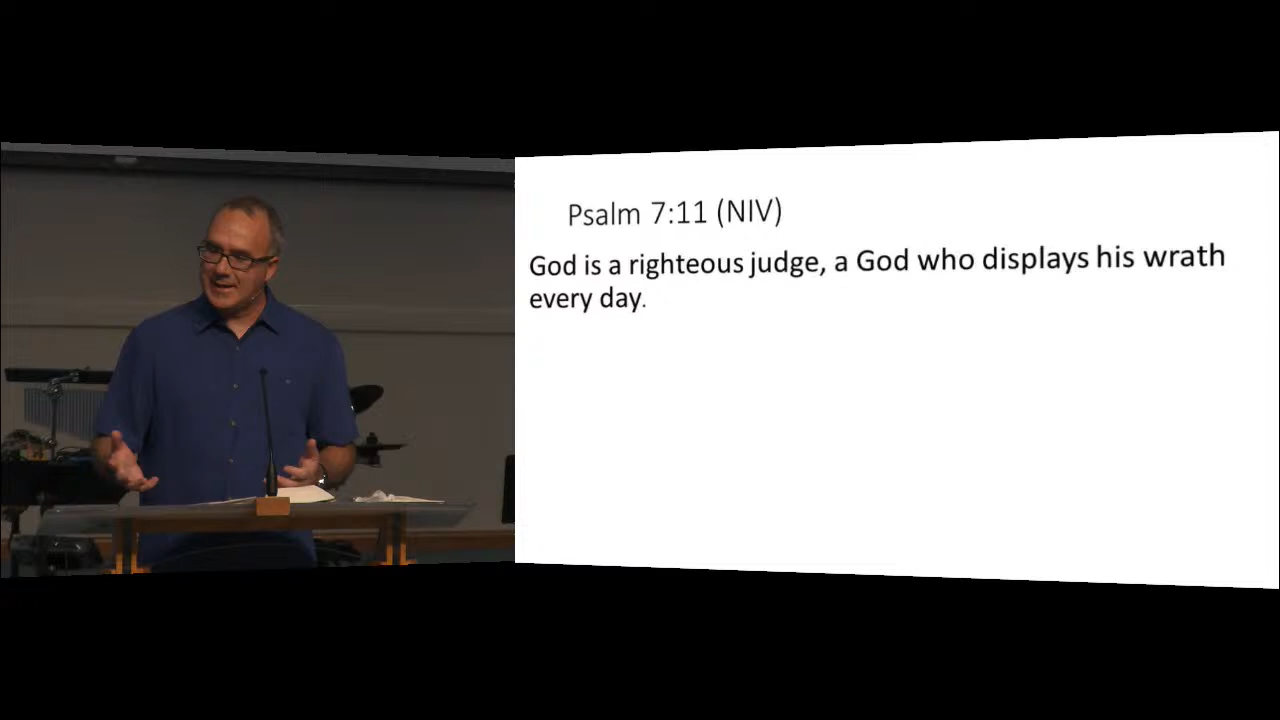 Psalm 7:11 (NIV)
God is a righteous judge, a God who displays his wrath
every day.